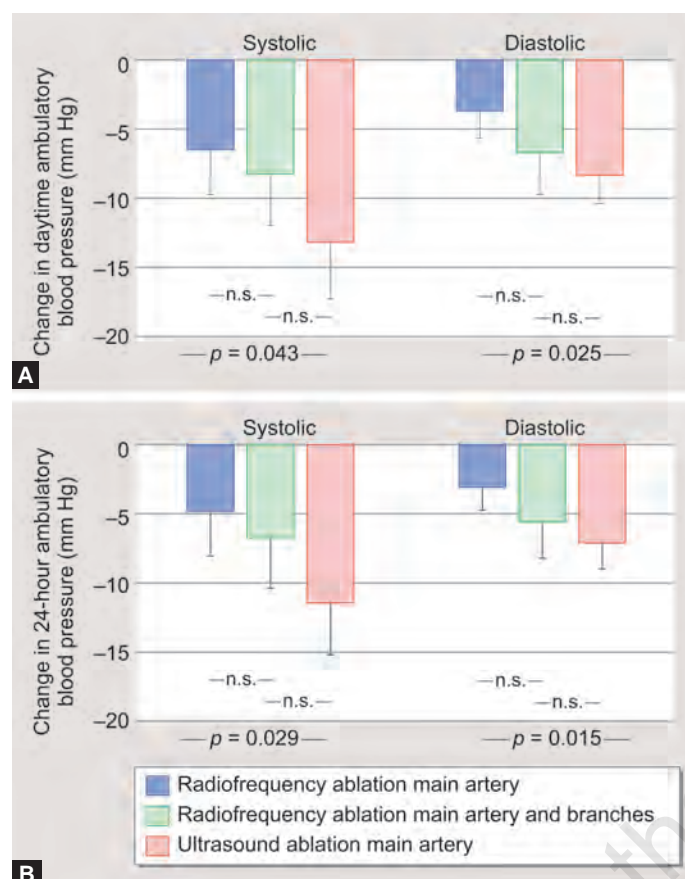 Systolic Diastolic
Change in daytime ambulatory
blood pressure (mm Hg)
0
–5
–10
–15
–20
n.s. n.s.
n.s. n.s.
p = 0.043 p = 0.025
A
Systolic Diastolic
Change in 24-hour ambulatory
blood pressure (mm Hg)
0
–5
–10
–15
–20
n.s. n.s.
n.s. n.s.
p = 0.029 p = 0.015
Radiofrequency ablation main artery
Radiofrequency ablation main artery and branches
Ultrasound ablation main artery
B
th